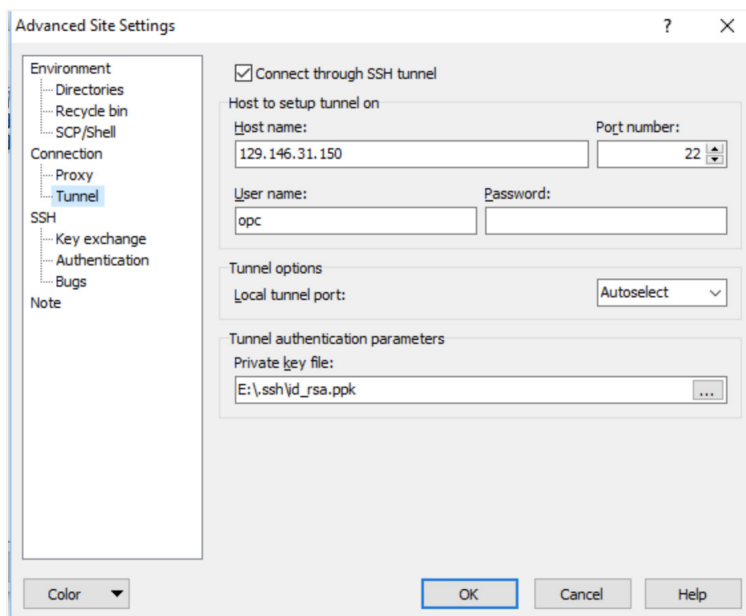 Advanced Site Settings
? ×
Environment
Directories
Recycle bin
SCP/Shell
Connection
Proxy
Tunnel
SSH
Key exchange
Authentication
Bugs
Note
Connect through SSH tunnel
Host to setup tunnel on
Host name: Port number:
129.146.31.150 22
User name: Password:
opc
Tunnel options
Local tunnel port: Autoselect
Tunnel authentication parameters
Private key file:
E:\.ssh\id_rsa.ppk ...
Color OK Cancel Help